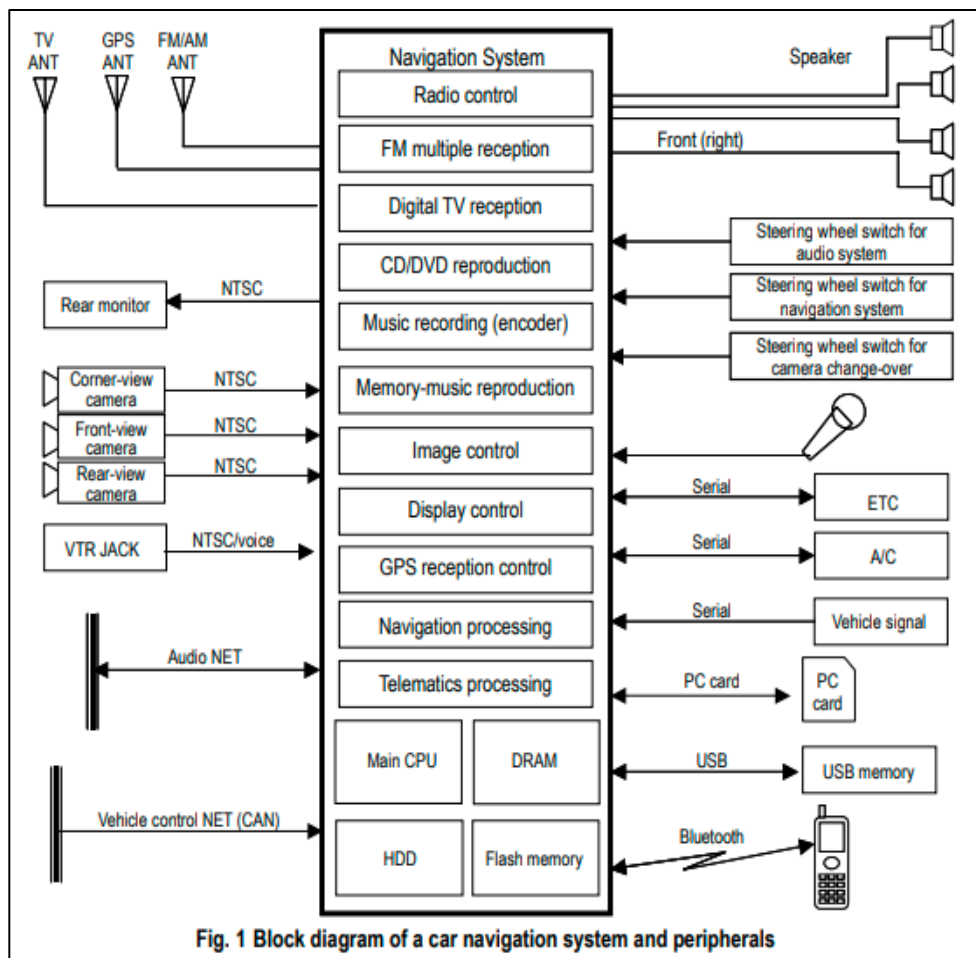 TV
ANT
GPS
ANT
FM/AM
ANT
Navigation System
Radio control
FM multiple reception
Digital TV reception
CD/DVD reproduction
Music recording (encoder)
Memory-music reproduction
Image control
Display control
GPS reception control
Navigation processing
Telematics processing
Main CPU
DRAM
HDD
Flash memory
Rear monitor
NTSC
Corner-view
camera
NTSC
Front-view
camera
NTSC
Rear-view
camera
NTSC
VTR JACK
NTSC/voice
Audio NET
Vehicle control NET (CAN)
Speaker
Front (right)
Steering wheel switch for
audio system
Steering wheel switch for
navigation system
Steering wheel switch for
camera change-over
Serial
ETC
Serial
A/C
Serial
Vehicle signal
PC card
PC
card
USB
USB memory
Bluetooth
Fig. 1 Block diagram of a car navigation system and peripherals